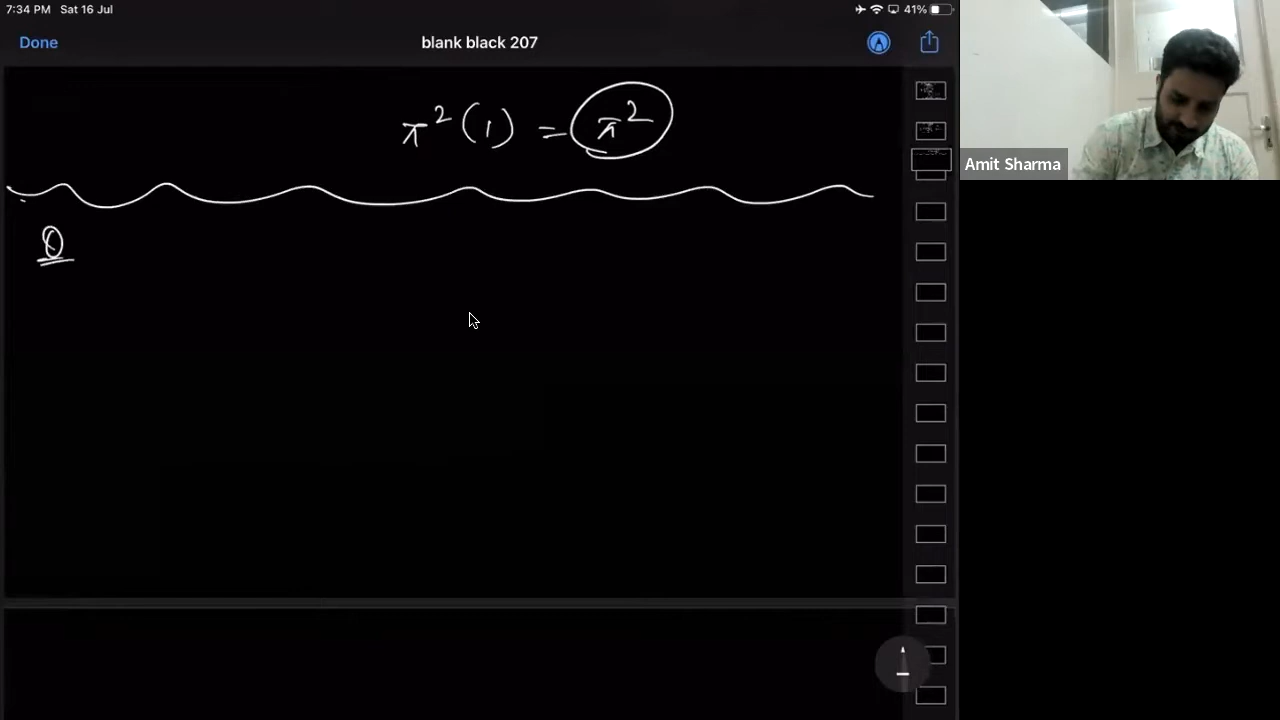 7:34 PM Sat 16 Jul
41%
Done
blank black 207
π²(1) = π²
Amit Sharma
Q